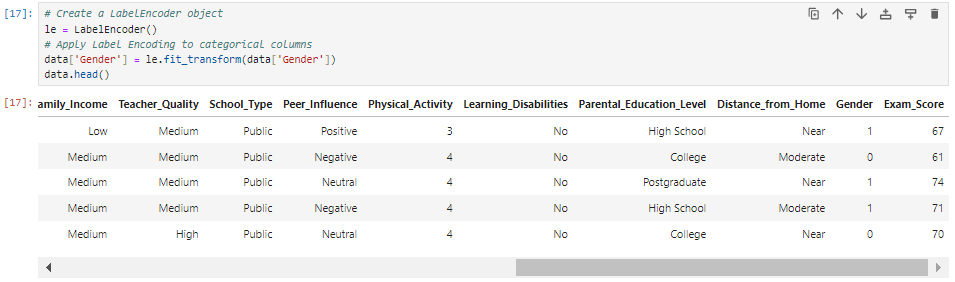 [17]: # Create a LabelEncoder object
le = LabelEncoder()
# Apply Label Encoding to categorical columns
data['Gender'] = le.fit_transform(data['Gender'])
data.head()
[17]: amily_Income Teacher_Quality School_Type Peer_Influence Physical_Activity Learning_Disabilities Parental_Education_Level Distance_from_Home Gender Exam_Score
Low Medium Public Positive 3 No High School Near 1 67
Medium Medium Public Negative 4 No College Moderate 0 61
Medium Medium Public Neutral 4 No Postgraduate Near 1 74
Medium Medium Public Negative 4 No High School Moderate 1 71
Medium High Public Neutral 4 No College Near 0 70